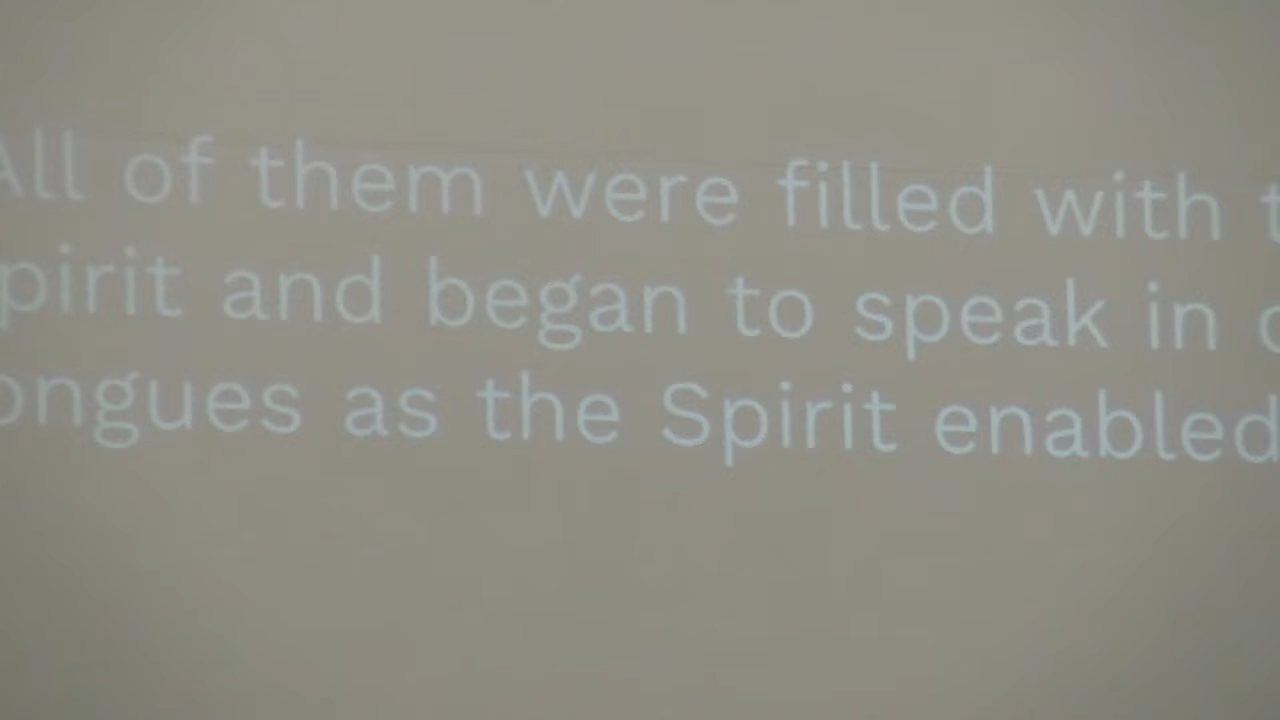 All of them were filled with t
pirit and began to speak in
ongues as the Spirit enabled